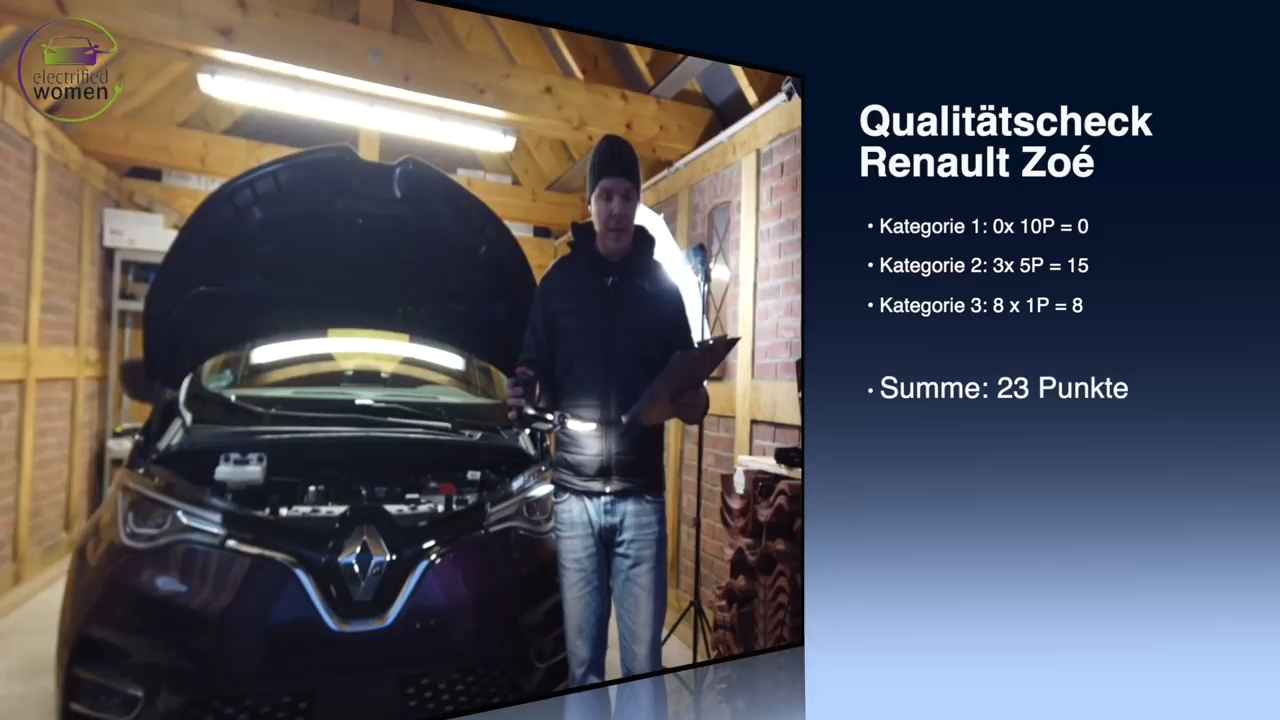 electrified
women
Qualitätscheck
Renault Zoé
• Kategorie 1: 0x 10P = 0
• Kategorie 2: 3x 5P = 15
• Kategorie 3: 8 x 1P = 8
• Summe: 23 Punkte